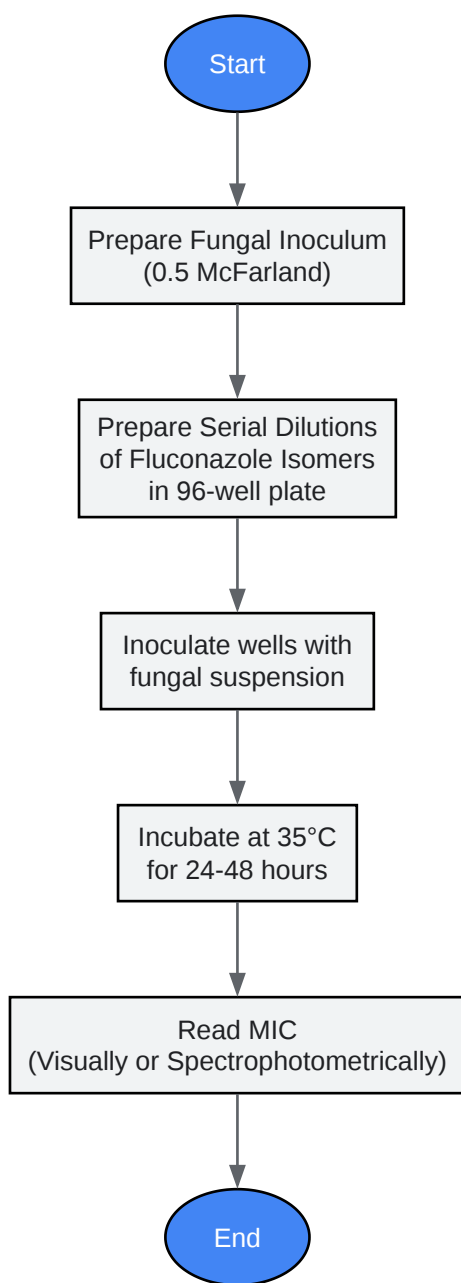 Start
Prepare Fungal Inoculum
(0.5 McFarland)
Prepare Serial Dilutions
of Fluconazole Isomers
in 96-well plate
Inoculate wells with
fungal suspension
Incubate at 35°C
for 24-48 hours
Read MIC
(Visually or Spectrophotometrically)
End